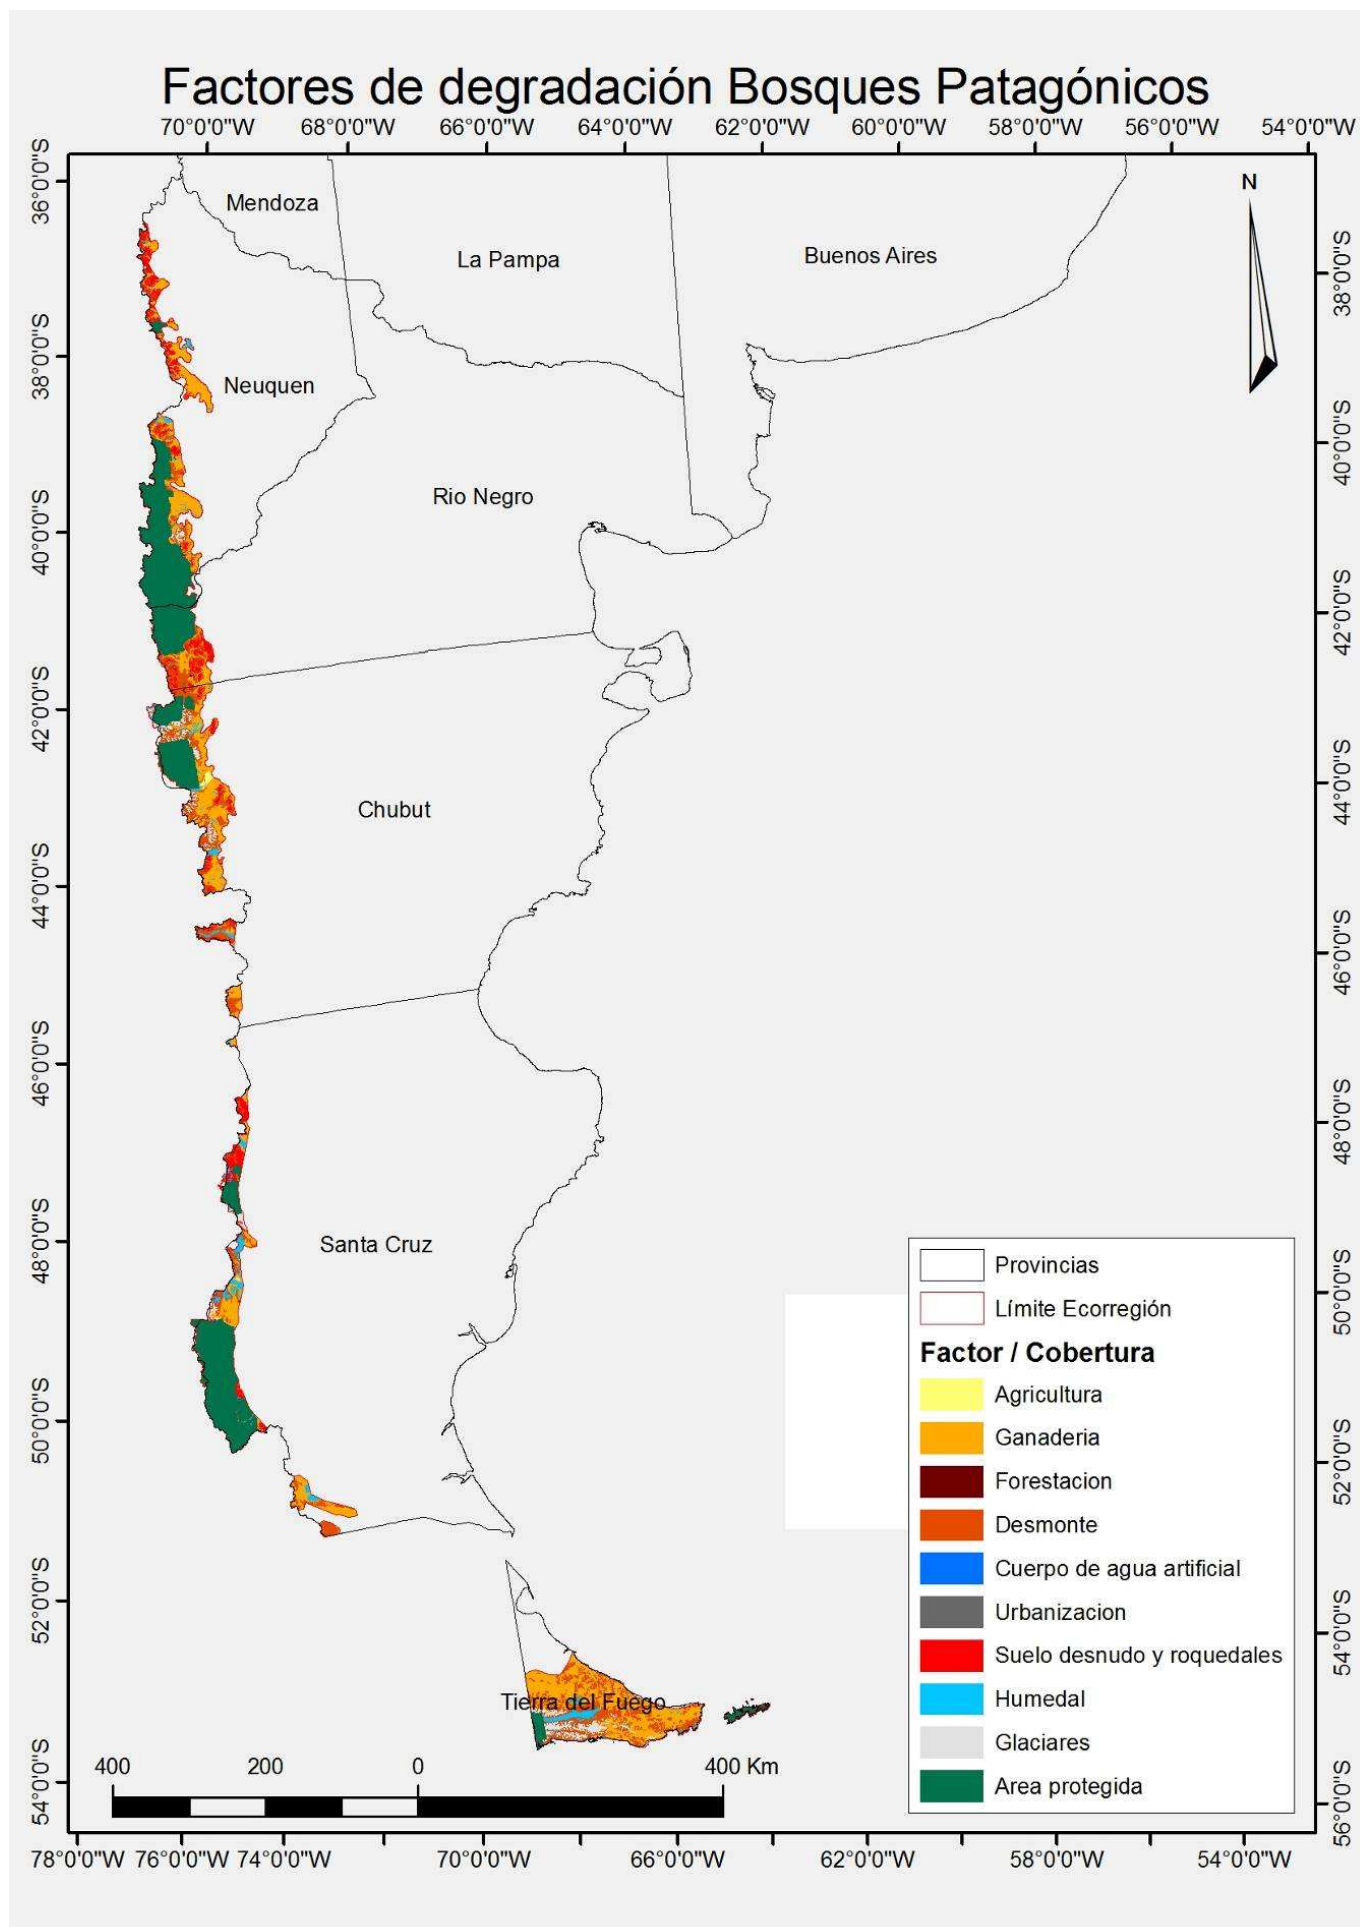 Factores de degradación Bosques Patagónicos
70°0'0"W 68°0'0"W 66°0'0"W 64°0'0"W 62°0'0"W 60°0'0"W 58°0'0"W 56°0'0"W 54°0'0"W
36°0'0"S
38°0'0"S
40°0'0"S
42°0'0"S
44°0'0"S
46°0'0"S
48°0'0"S
50°0'0"S
52°0'0"S
54°0'0"S
N
38°0'0"S
40°0'0"S
42°0'0"S
44°0'0"S
46°0'0"S
48°0'0"S
50°0'0"S
52°0'0"S
54°0'0"S
56°0'0"S
Mendoza
La Pampa
Buenos Aires
Neuquen
Rio Negro
Chubut
Santa Cruz
Tierra del Fuego
Provincias
Límite Ecorregión
Factor / Cobertura
Agricultura
Ganaderia
Forestacion
Desmonte
Cuerpo de agua artificial
Urbanizacion
Suelo desnudo y roquedales
Humedal
Glaciares
Area protegida
400 200 0 400 Km
78°0'0"W 76°0'0"W 74°0'0"W 70°0'0"W 66°0'0"W 62°0'0"W 58°0'0"W 54°0'0"W